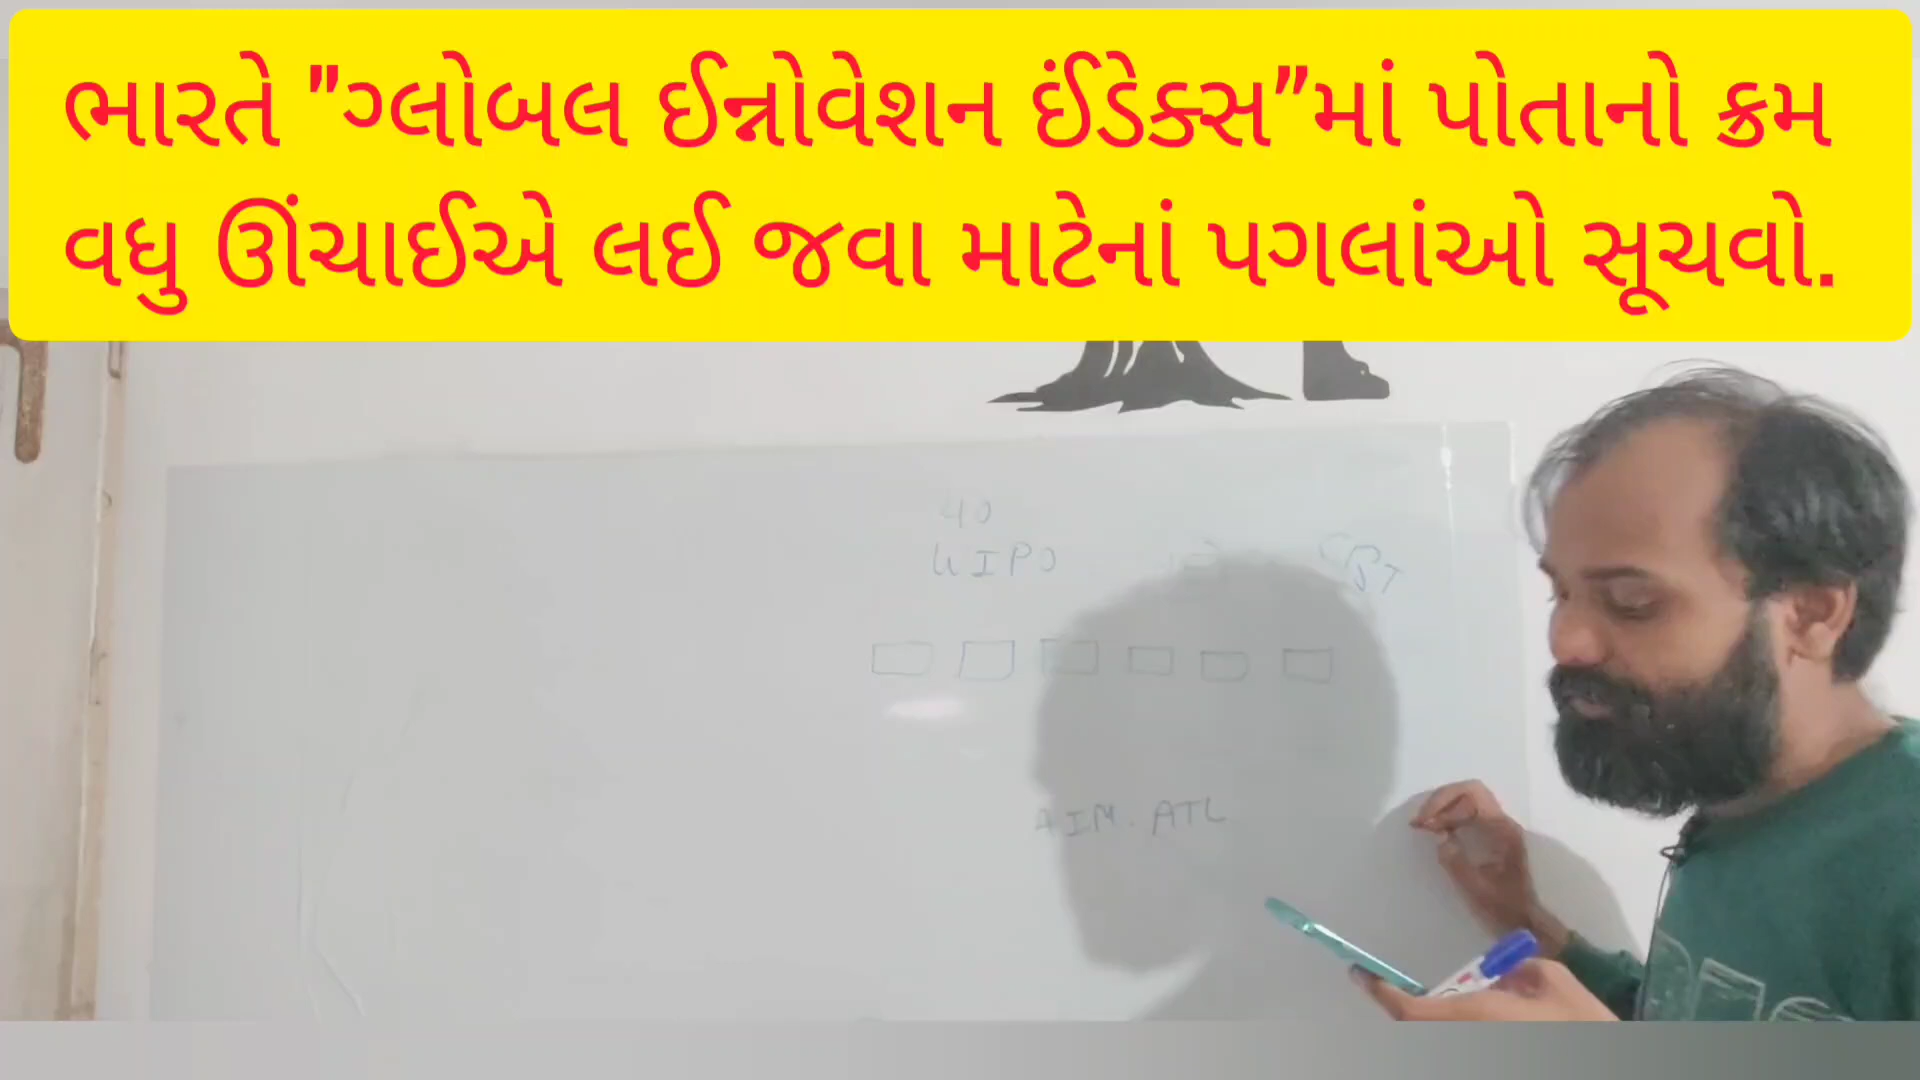 ભારતે "ગ્લોબલ ઈનોવેશન ઈંડેક્સ"માં પોતાનો ક્રમ
વધુ ઊંચાઈએ લઈ જવા માટેનાં પગલાંઓ સૂચવો.
40
WIPO
AIM. ATL